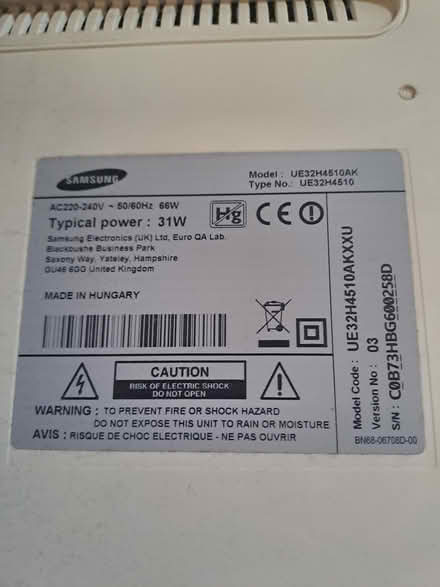 SAMSUNG
Model : UE32H4510AK
Type No.: UE32H4510
AC220-240V ~ 50/60Hz 66W
Typical power : 31W
Hg
CE
Samsung Electronics (UK) Ltd, Euro QA Lab.
Blackbushe Business Park
Saxony Way, Yateley, Hampshire
GU46 6GG United Kingdom
MADE IN HUNGARY
CAUTION
RISK OF ELECTRIC SHOCK
DO NOT OPEN
WARNING : TO PREVENT FIRE OR SHOCK HAZARD
DO NOT EXPOSE THIS UNIT TO RAIN OR MOISTURE
AVIS : RISQUE DE CHOC ELECTRIQUE - NE PAS OUVRIR
Model Code : UE32H4510AKXXU
Version No : 03
S/N : C0B73HBG600258D
BN68-06708D-00